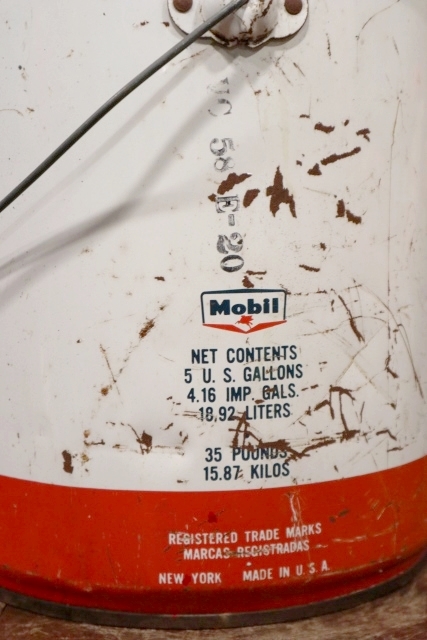 58 E-20
Mobil
NET CONTENTS
5 U. S. GALLONS
4.16 IMP. GALS.
18,92 LITERS
35 POUNDS
15.87 KILOS
REGISTERED TRADE MARKS
MARCAS REGISTRADAS
NEW YORK MADE IN U.S.A.